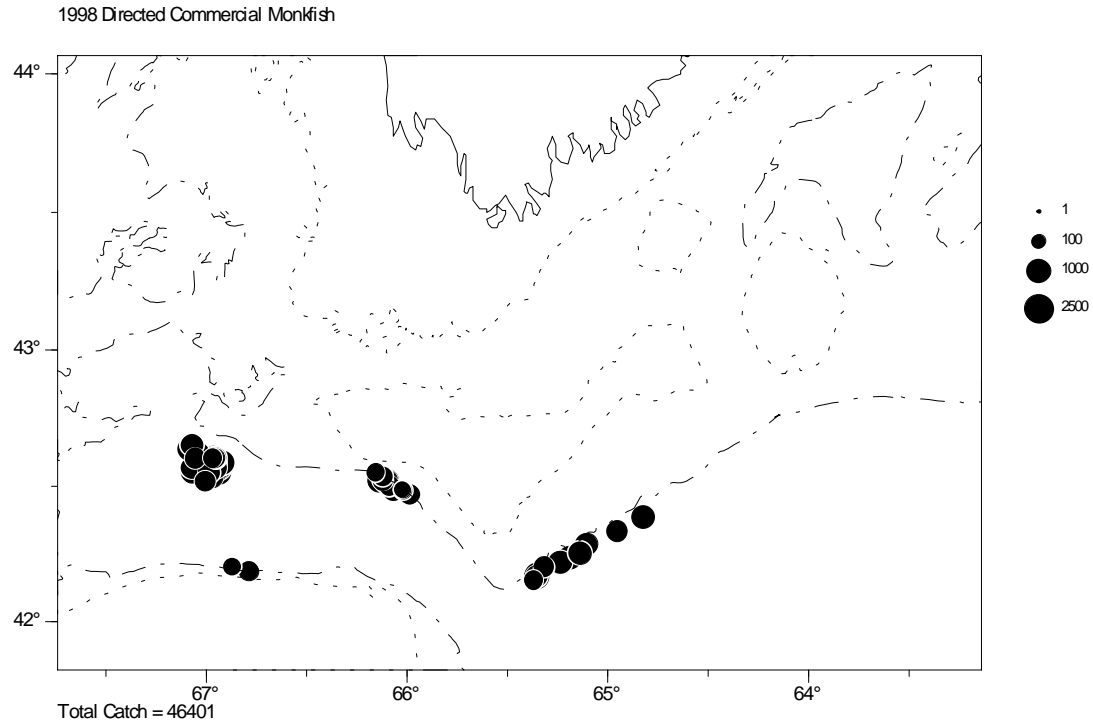 1998 Directed Commercial Monkfish
44°
1
100
1000
2500
43°
42°
67° 66° 65° 64°
Total Catch = 46401